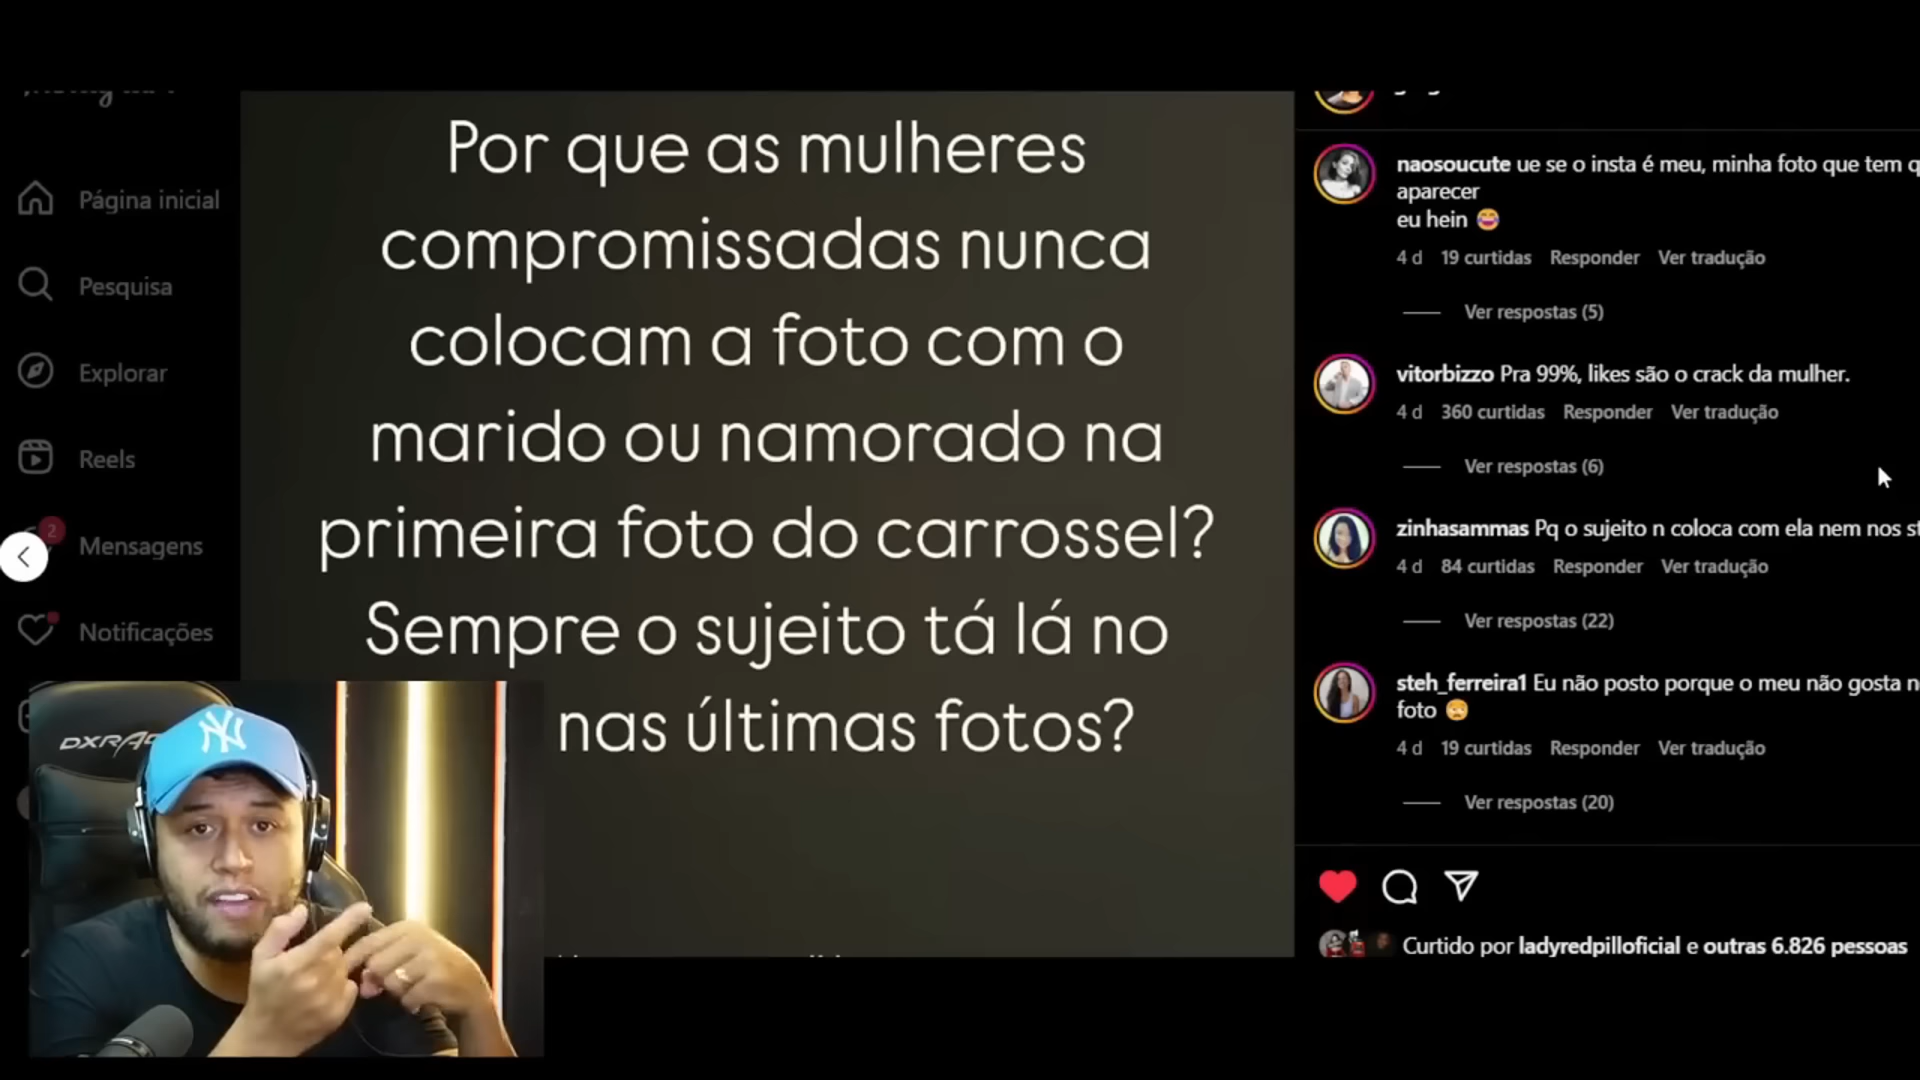 Página inicial
Pesquisa
Explorar
Reels
2
Mensagens
Notificações
Por que as mulheres
compromissadas nunca
colocam a foto com o
marido ou namorado na
primeira foto do carrossel?
Sempre o sujeito tá lá no
nas últimas fotos?
NY
naosoucute ue se o insta é meu, minha foto que tem
aparecer
eu hein 😂
4 d 19 curtidas Responder Ver tradução
Ver respostas (5)
vitorbizzo Pra 99%, likes são o crack da mulher.
4 d 360 curtidas Responder Ver tradução
Ver respostas (6)
zinhasammas Pq o sujeito n coloca com ela nem nos
4 d 84 curtidas Responder Ver tradução
Ver respostas (22)
steh_ferreira1 Eu não posto porque o meu não gosta
foto 😩
4 d 19 curtidas Responder Ver tradução
Ver respostas (20)
Curtido por ladyredpilloficial e outras 6.826 pessoas